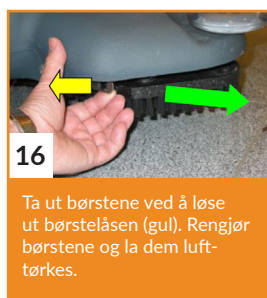 16
Ta ut børstene ved å løse
ut børstelåsen (gul). Rengjør
børstene og la dem luft-
tørkes.